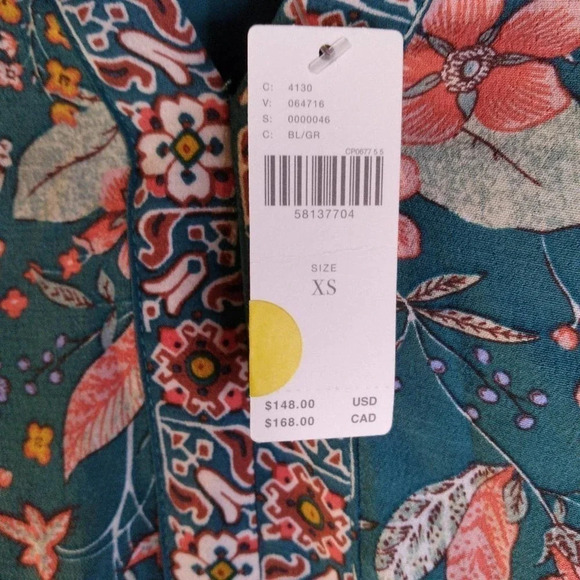 C: 4130
V: 064716
S: 0000046
C: BL/GR
CP0677 5.5
58137704
SIZE
XS
$148.00 USD
$168.00 CAD